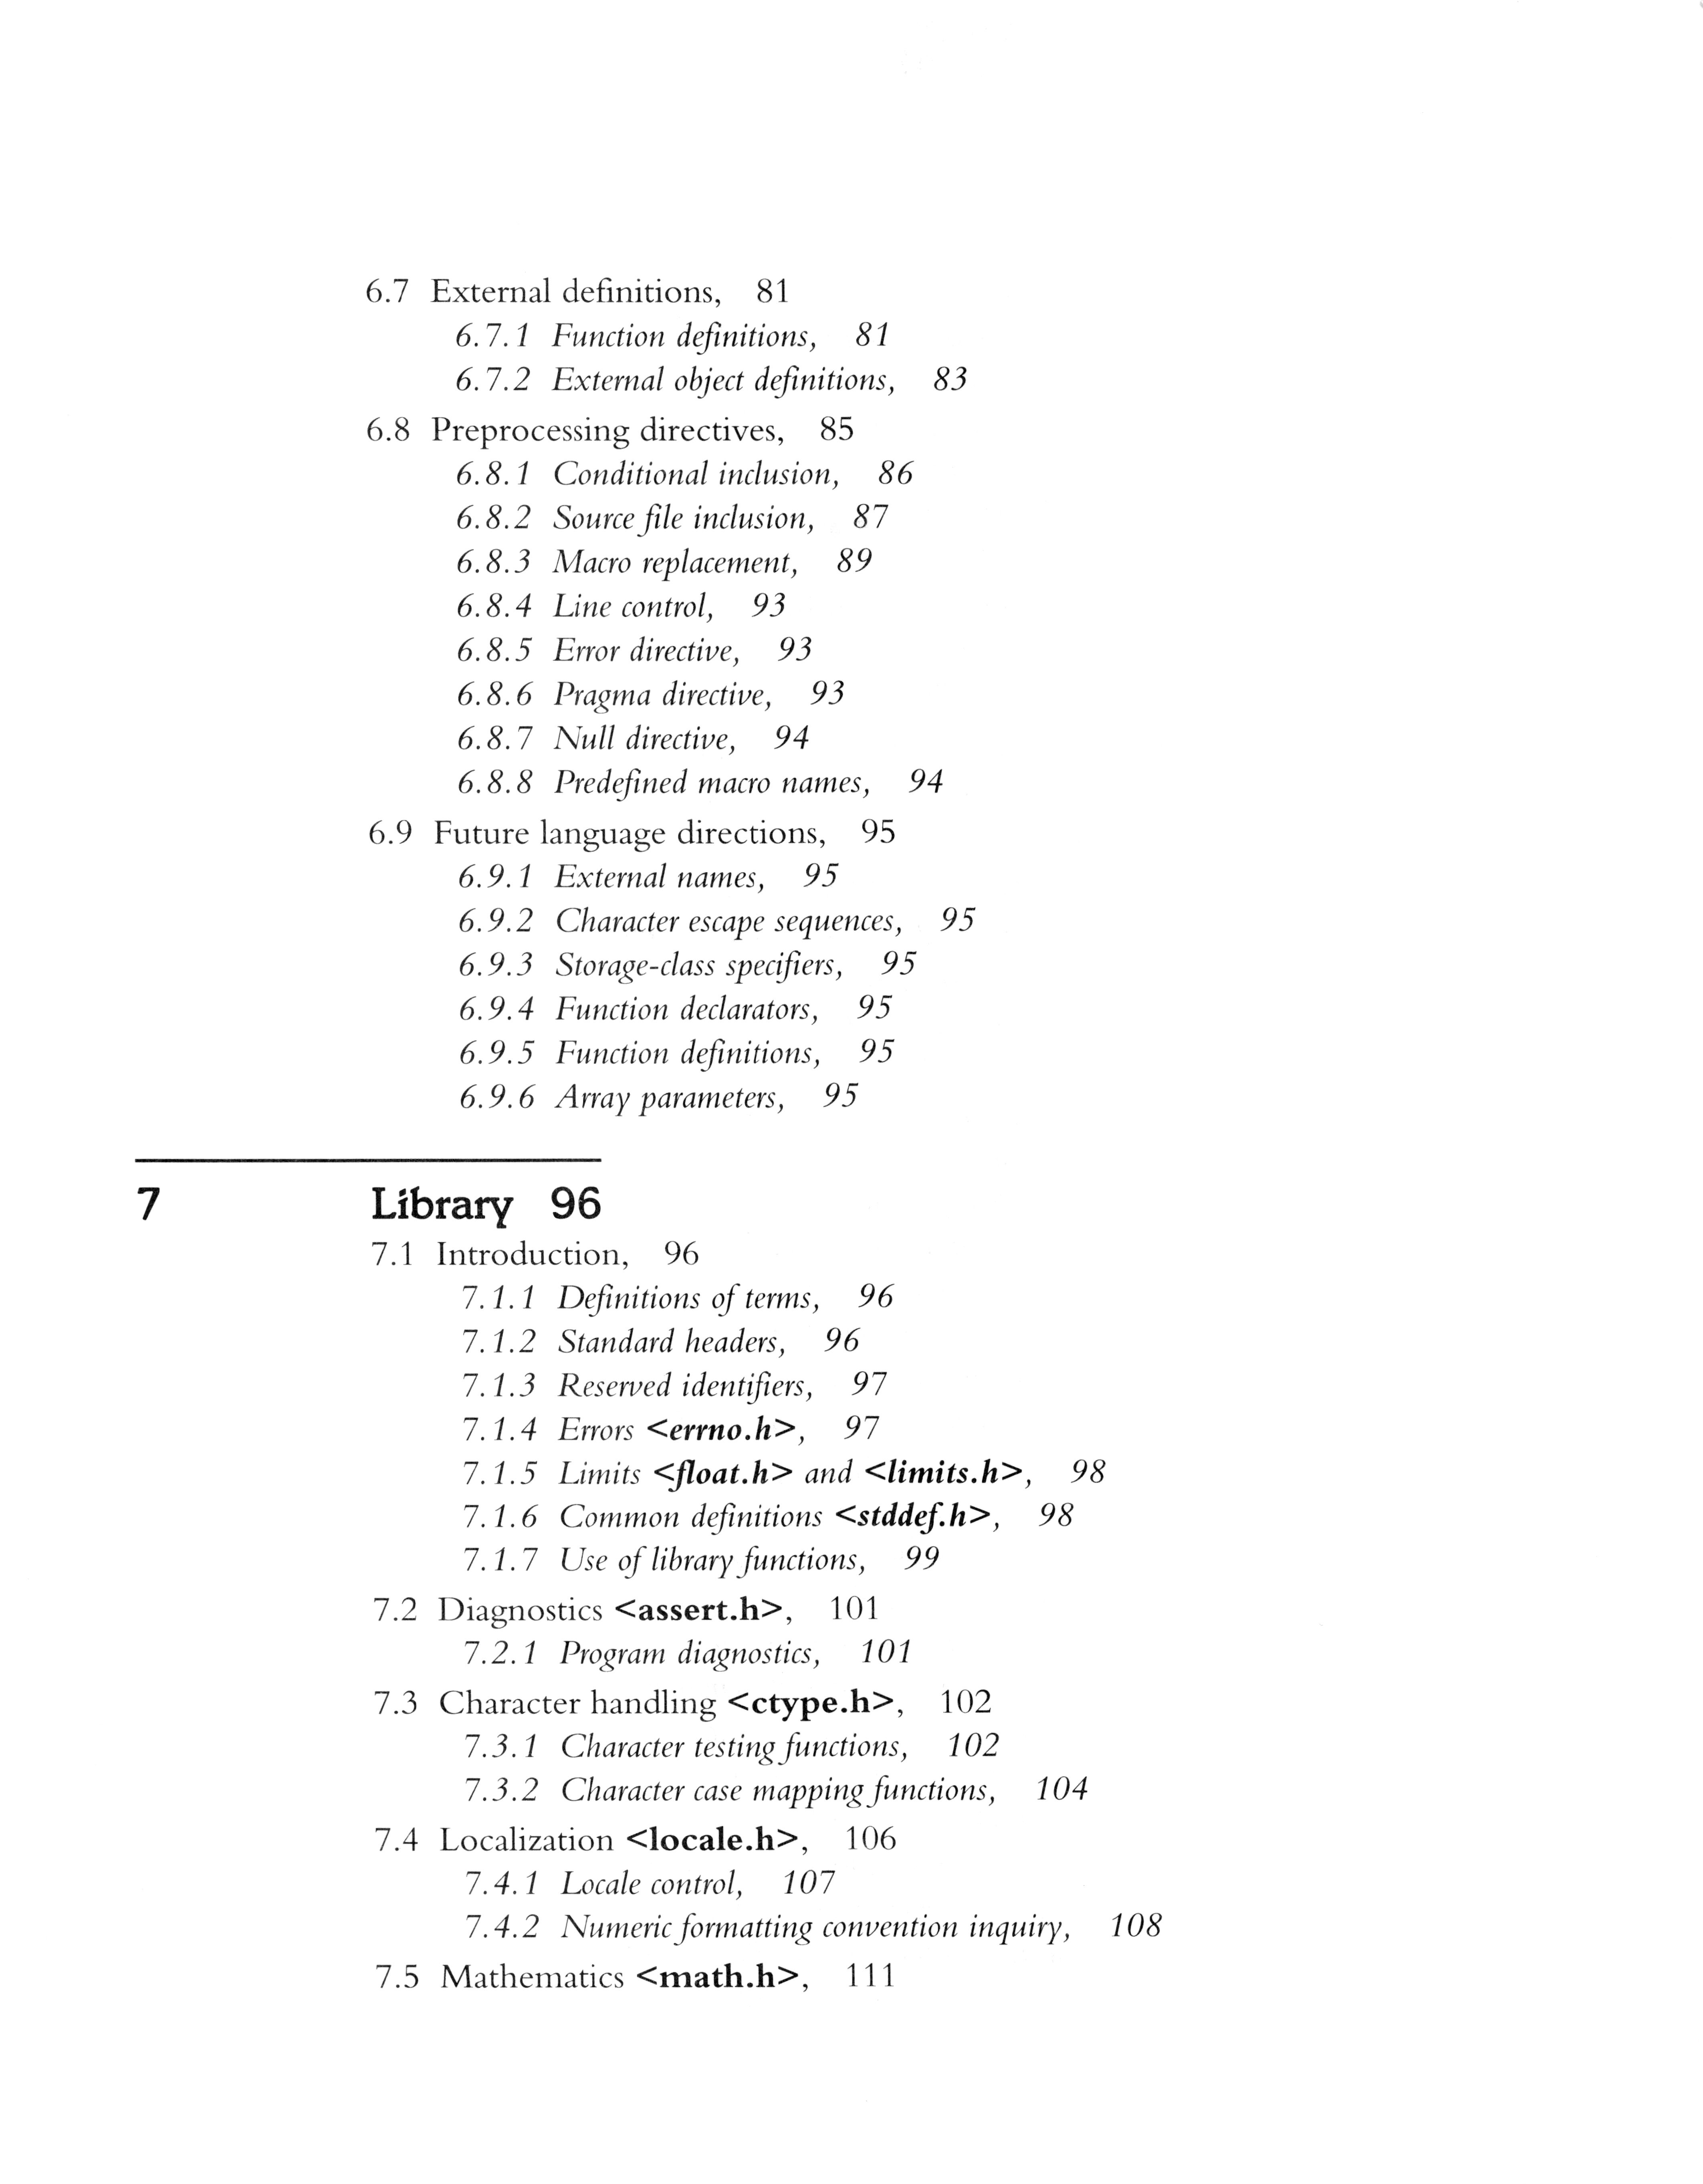 6.7 External definitions, 81
6.7.1 Function definitions, 81
6.7.2 External object definitions, 83
6.8 Preprocessing directives, 85
6.8.1 Conditional inclusion, 86
6.8.2 Source file inclusion, 87
6.8.3 Macro replacement, 89
6.8.4 Line control, 93
6.8.5 Error directive, 93
6.8.6 Pragma directive, 93
6.8.7 Null directive, 94
6.8.8 Predefined macro names, 94
6.9 Future language directions, 95
6.9.1 External names, 95
6.9.2 Character escape sequences, 95
6.9.3 Storage-class specifiers, 95
6.9.4 Function declarators, 95
6.9.5 Function definitions, 95
6.9.6 Array parameters, 95
7 Library 96
7.1 Introduction, 96
7.1.1 Definitions of terms, 96
7.1.2 Standard headers, 96
7.1.3 Reserved identifiers, 97
7.1.4 Errors <errno.h>, 97
7.1.5 Limits <float.h> and <limits.h>, 98
7.1.6 Common definitions <stddef.h>, 98
7.1.7 Use of library functions, 99
7.2 Diagnostics <assert.h>, 101
7.2.1 Program diagnostics, 101
7.3 Character handling <ctype.h>, 102
7.3.1 Character testing functions, 102
7.3.2 Character case mapping functions, 104
7.4 Localization <locale.h>, 106
7.4.1 Locale control, 107
7.4.2 Numeric formatting convention inquiry, 108
7.5 Mathematics <math.h>, 111